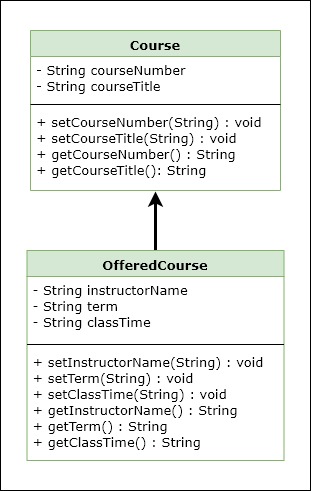 Course
- String courseNumber
- String courseTitle
+ setCourseNumber(String) : void
+ setCourseTitle(String) : void
+ getCourseNumber() : String
+ getCourseTitle(): String
OfferedCourse
- String instructorName
- String term
- String classTime
+ setInstructorName(String) : void
+ setTerm(String) : void
+ setClassTime(String) : void
+ getInstructorName() : String
+ getTerm() : String
+ getClassTime() : String